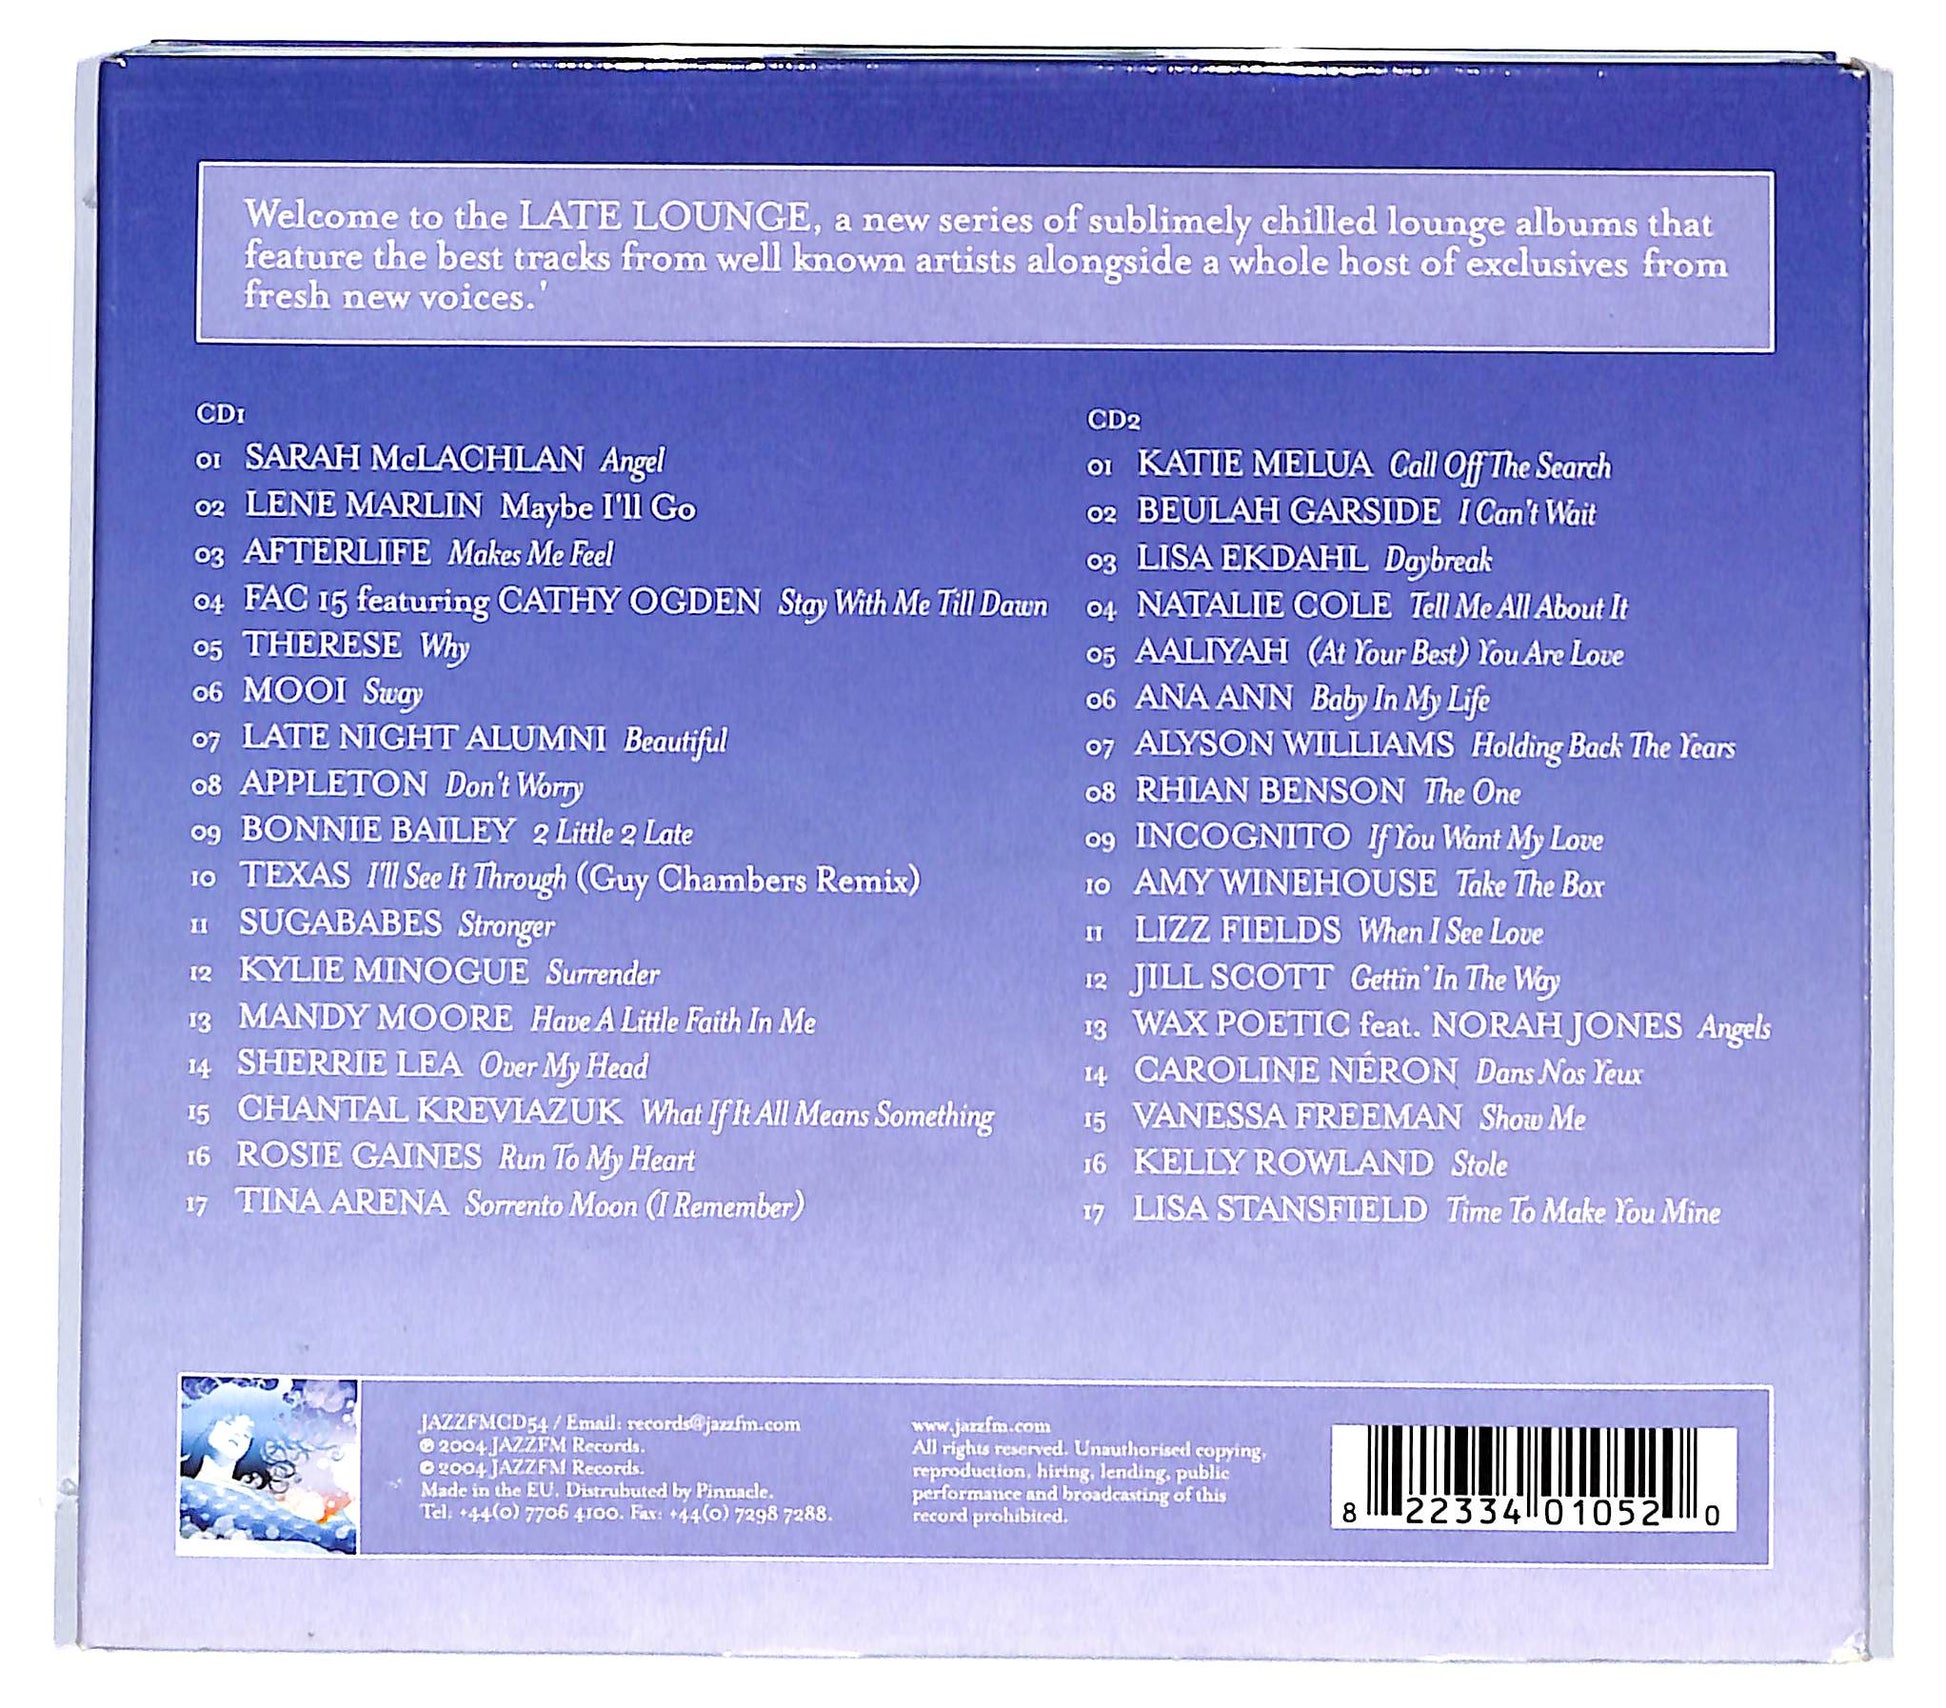 Welcome to the LATE LOUNGE, a new series of sublimely chilled lounge albums that
feature the best tracks from well known artists alongside a whole host of exclusives from
fresh new voices.'
CD1
01 SARAH McLACHLAN Angel
02 LENE MARLIN Maybe I'll Go
03 AFTERLIFE Makes Me Feel
04 FAC 15 featuring CATHY OGDEN Stay With Me Till Dawn
05 THERESE Why
06 MOOI Sway
07 LATE NIGHT ALUMNI Beautiful
08 APPLETON Don't Worry
09 BONNIE BAILEY 2 Little 2 Late
10 TEXAS I'll See It Through (Guy Chambers Remix)
11 SUGABABES Stronger
12 KYLIE MINOGUE Surrender
13 MANDY MOORE Have A Little Faith In Me
14 SHERRIE LEA Over My Head
15 CHANTAL KREVIAZUK What If It All Means Something
16 ROSIE GAINES Run To My Heart
17 TINA ARENA Sorrento Moon (I Remember)
CD2
01 KATIE MELUA Call Off The Search
02 BEULAH GARSIDE I Can't Wait
03 LISA EKDAHL Daybreak
04 NATALIE COLE Tell Me All About It
05 AALIYAH (At Your Best) You Are Love
06 ANA ANN Baby In My Life
07 ALYSON WILLIAMS Holding Back The Years
08 RHIAN BENSON The One
09 INCOGNITO If You Want My Love
10 AMY WINEHOUSE Take The Box
11 LIZZ FIELDS When I See Love
12 JILL SCOTT Gettin' In The Way
13 WAX POETIC feat. NORAH JONES Angels
14 CAROLINE NÉRON Dans Nos Yeux
15 VANESSA FREEMAN Show Me
16 KELLY ROWLAND Stole
17 LISA STANSFIELD Time To Make You Mine
JAZZFMCD54 / Email: records@jazzfm.com
℗ 2004 JAZZFM Records.
© 2004 JAZZFM Records.
Made in the EU. Distrubuted by Pinnacle.
Tel: +44(0) 7706 4100. Fax: +44(0) 7298 7288.
www.jazzfm.com
All rights reserved. Unauthorised copying,
reproduction, hiring, lending, public
performance and broadcasting of this
record prohibited.
8 22334 01052 0